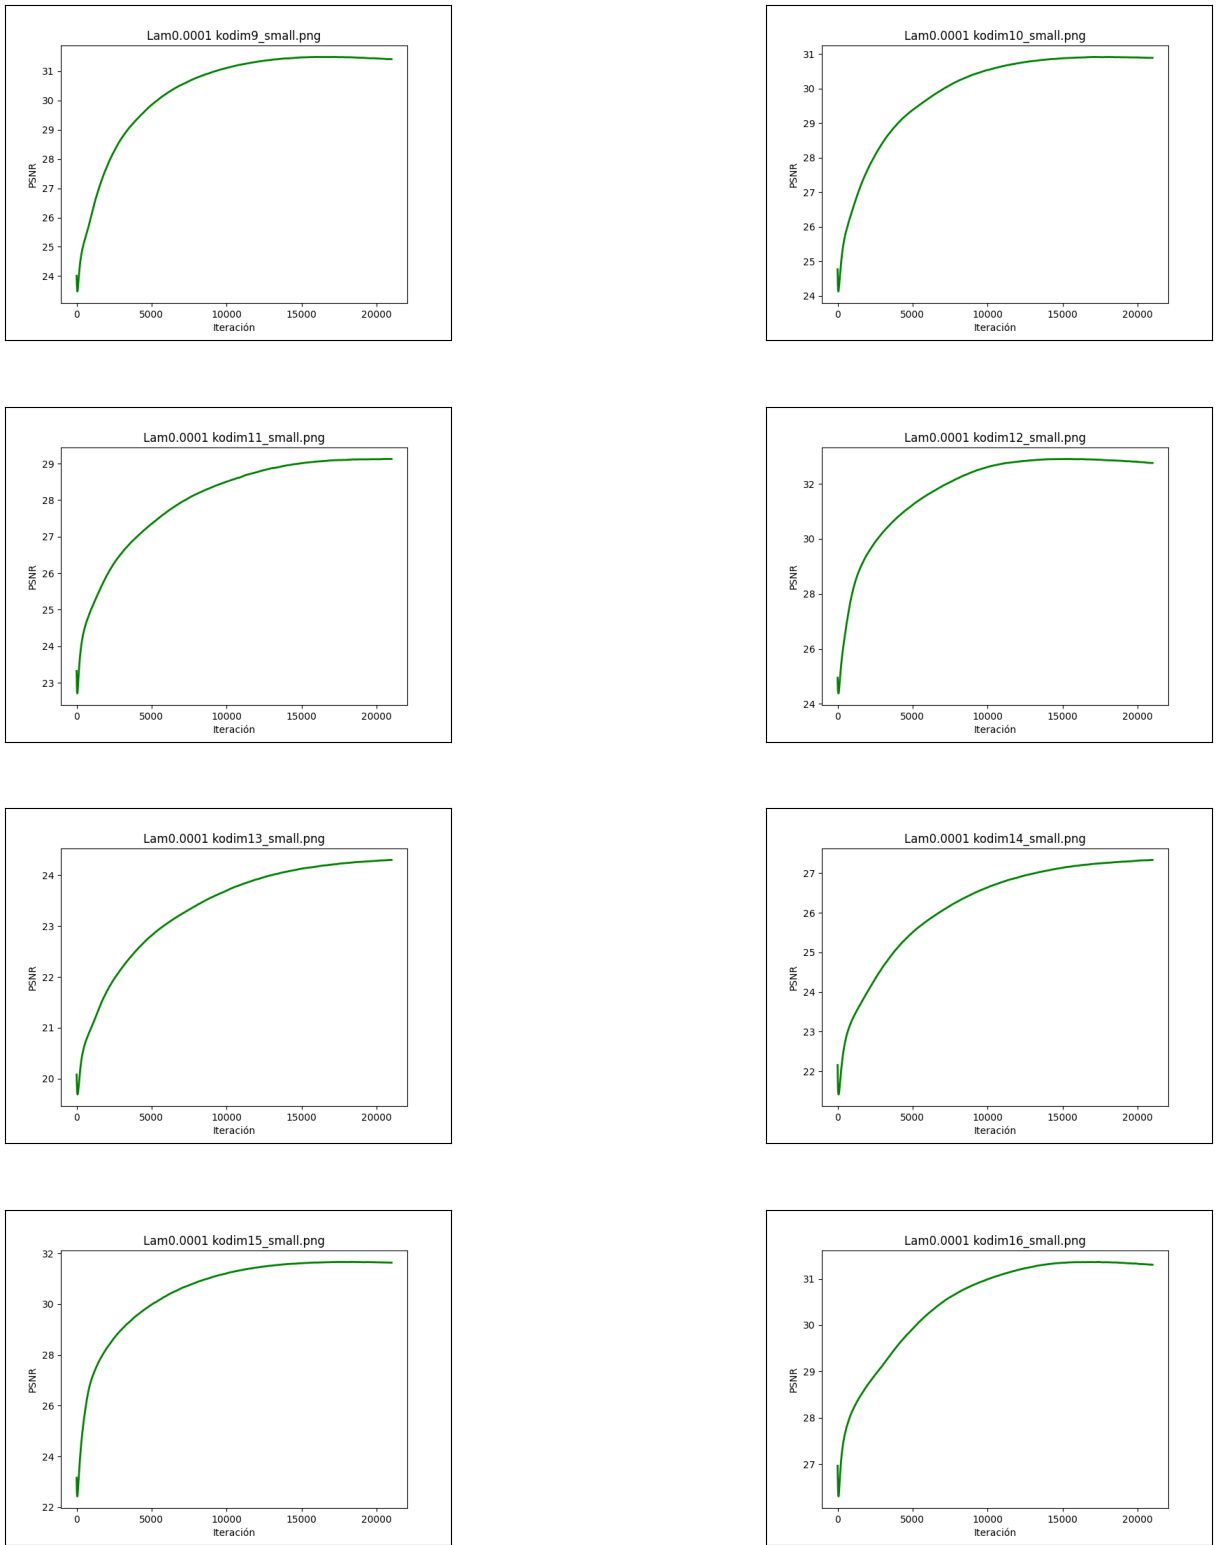 Lam0.0001 kodim9_small.png
PSNR
31
30
29
28
27
26
25
24
0 5000 10000 15000 20000
Iteración
Lam0.0001 kodim10_small.png
PSNR
31
30
29
28
27
26
25
24
0 5000 10000 15000 20000
Iteración
Lam0.0001 kodim11_small.png
PSNR
29
28
27
26
25
24
23
0 5000 10000 15000 20000
Iteración
Lam0.0001 kodim12_small.png
PSNR
32
30
28
26
24
0 5000 10000 15000 20000
Iteración
Lam0.0001 kodim13_small.png
PSNR
24
23
22
21
20
0 5000 10000 15000 20000
Iteración
Lam0.0001 kodim14_small.png
PSNR
27
26
25
24
23
22
0 5000 10000 15000 20000
Iteración
Lam0.0001 kodim15_small.png
PSNR
32
30
28
26
24
22
0 5000 10000 15000 20000
Iteración
Lam0.0001 kodim16_small.png
PSNR
31
30
29
28
27
0 5000 10000 15000 20000
Iteración